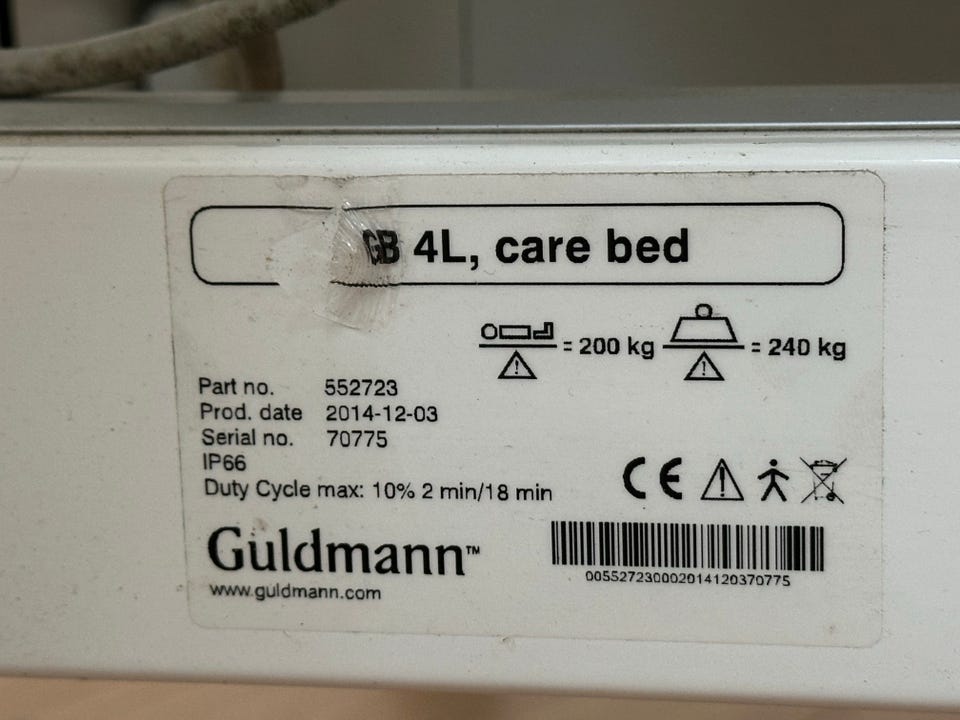 GB 4L, care bed
= 200 kg = 240 kg
Part no. 552723
Prod. date 2014-12-03
Serial no. 70775
IP66
Duty Cycle max: 10% 2 min/18 min
CE
Guldmann™
www.guldmann.com
005527230002014120370775